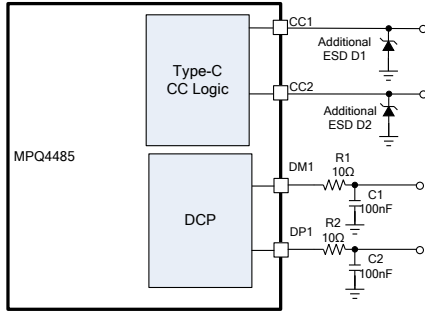 CC1
Additional
ESD D1
Type-C
CC Logic
CC2
Additional
ESD D2
MPQ4485
DM1
R1
10Ω
C1
100nF
DCP
DP1
R2
10Ω
C2
100nF